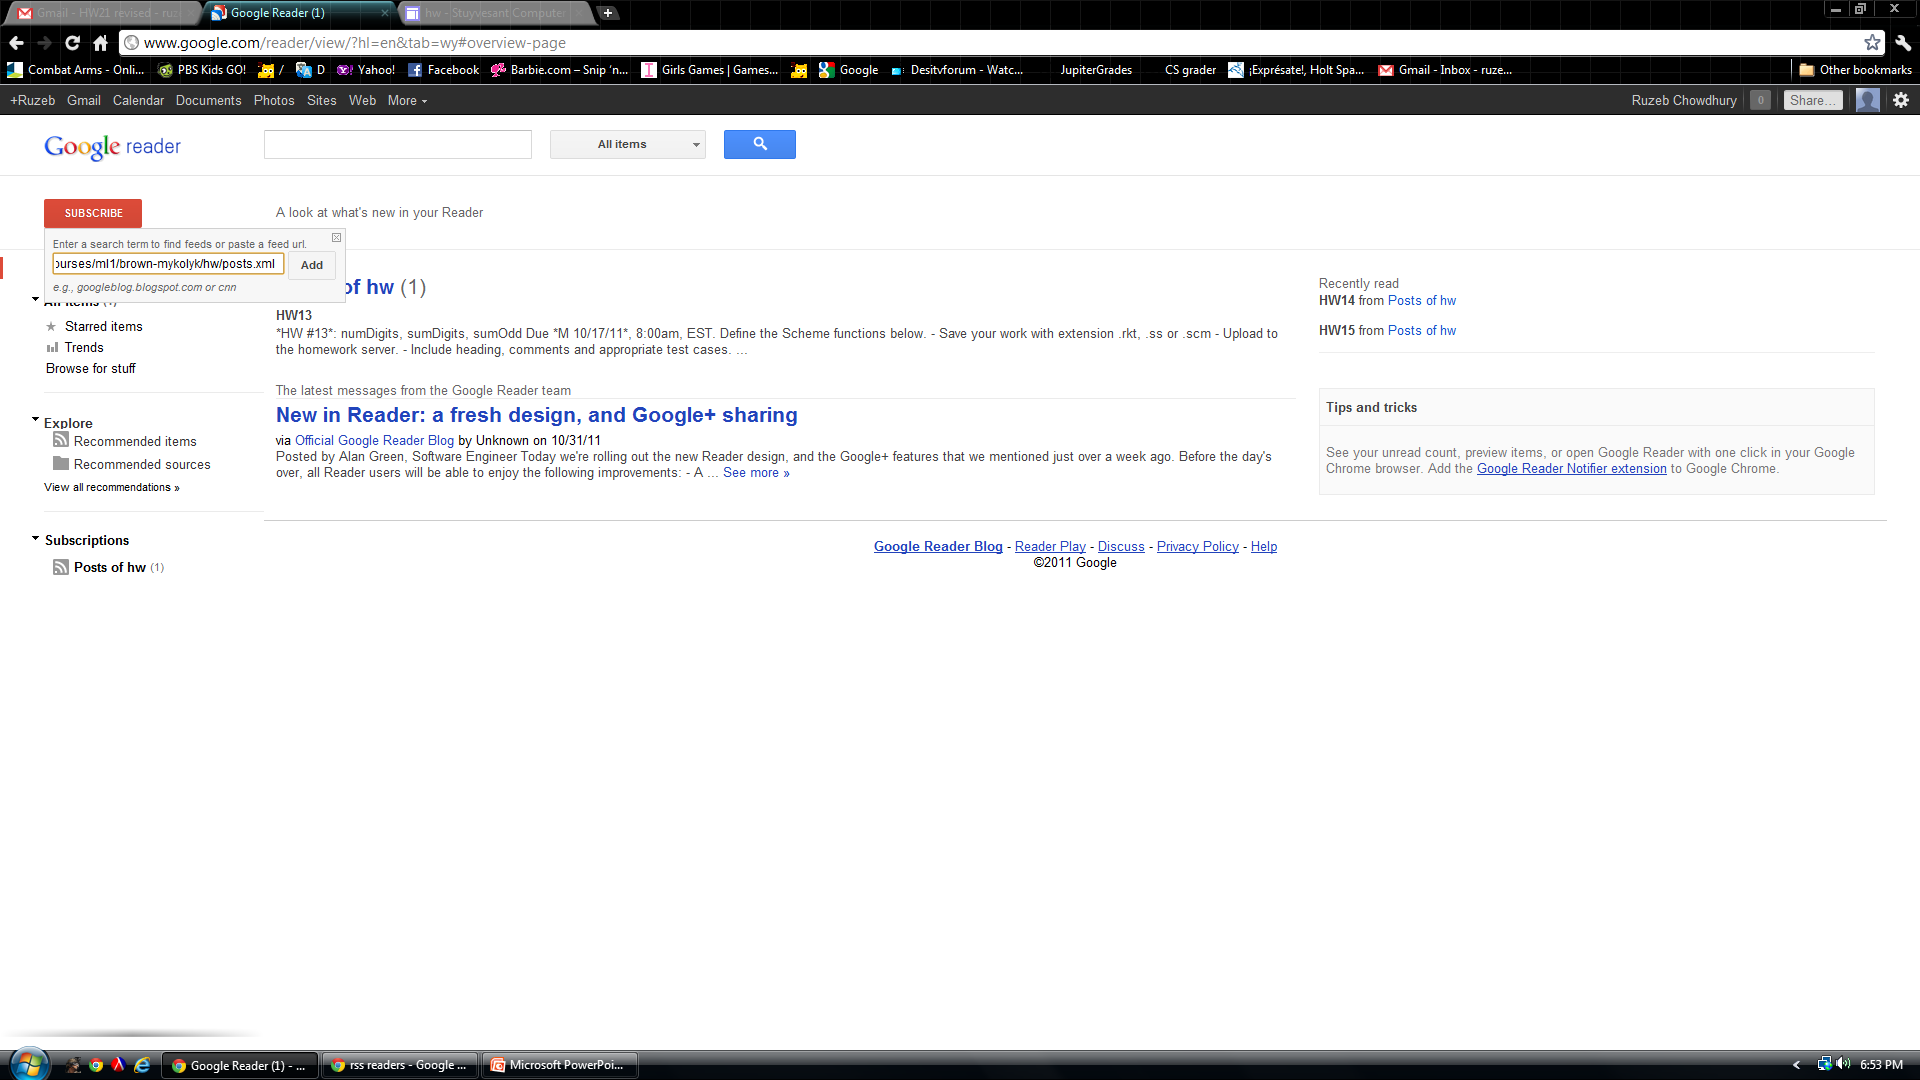 Gmail - HW21 revised - ruz
Google Reader (1)
hw - Stuyvesant Computer
www.google.com/reader/view/?hl=en&tab=wy#overview-page
Combat Arms - Onli...
PBS Kids GO!
/
D
Yahoo!
Facebook
Barbie.com – Snip 'n...
Girls Games | Games...
Google
Desitvforum - Watc...
JupiterGrades
CS grader
¡Exprésate!, Holt Spa...
Gmail - Inbox - ruze...
Other bookmarks
+Ruzeb Gmail Calendar Documents Photos Sites Web More
Ruzeb Chowdhury 0 Share...
Google reader
All items
SUBSCRIBE
A look at what's new in your Reader
Enter a search term to find feeds or paste a feed url.
ourses/ml1/brown-mykolyk/hw/posts.xml
Add
e.g., googleblog.blogspot.com or cnn
All items (1)
Starred items
Trends
Browse for stuff
Explore
Recommended items
Recommended sources
View all recommendations »
Subscriptions
Posts of hw (1)
of hw (1)
HW13
*HW #13*: numDigits, sumDigits, sumOdd Due *M 10/17/11*, 8:00am, EST. Define the Scheme functions below. - Save your work with extension .rkt, .ss or .scm - Upload to
the homework server. - Include heading, comments and appropriate test cases. ...
The latest messages from the Google Reader team
New in Reader: a fresh design, and Google+ sharing
via Official Google Reader Blog by Unknown on 10/31/11
Posted by Alan Green, Software Engineer Today we're rolling out the new Reader design, and the Google+ features that we mentioned just over a week ago. Before the day's
over, all Reader users will be able to enjoy the following improvements: - A ... See more »
Recently read
HW14 from Posts of hw
HW15 from Posts of hw
Tips and tricks
See your unread count, preview items, or open Google Reader with one click in your Google
Chrome browser. Add the Google Reader Notifier extension to Google Chrome.
Google Reader Blog - Reader Play - Discuss - Privacy Policy - Help
©2011 Google
Google Reader (1) - ...
rss readers - Google ...
Microsoft PowerPoi...
6:53 PM